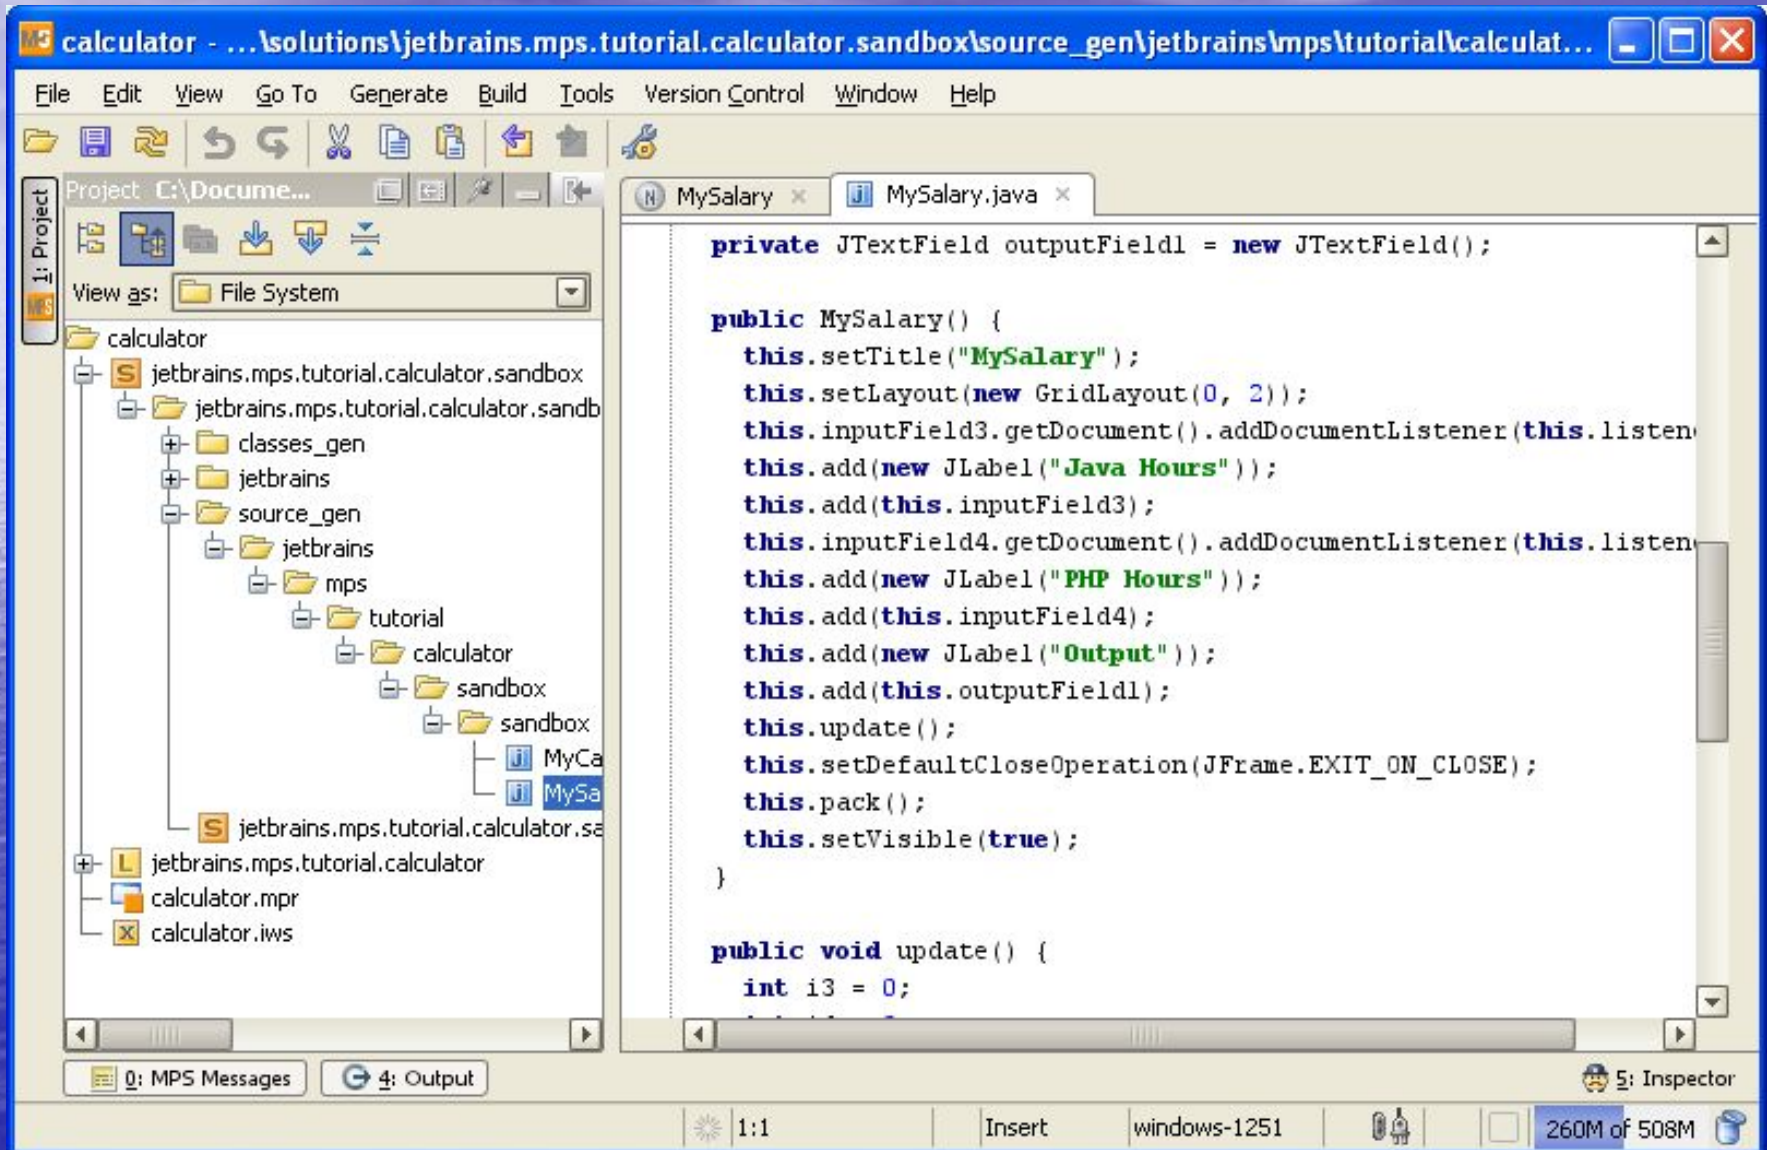 calculator - ...\solutions\jetbrains.mps.tutorial.calculator.sandbox\source_gen\jetbrains\mps\tutorial\calculat...
File Edit View Go To Generate Build Tools Version Control Window Help
1: Project
Project C:\Docume...
View as: File System
calculator
jetbrains.mps.tutorial.calculator.sandbox
jetbrains.mps.tutorial.calculator.sandb
classes_gen
jetbrains
source_gen
jetbrains
mps
tutorial
calculator
sandbox
sandbox
MyCa
MySa
jetbrains.mps.tutorial.calculator.sa
jetbrains.mps.tutorial.calculator
calculator.mpr
calculator.iws
MySalary
MySalary.java
private JTextField outputField1 = new JTextField();
public MySalary() {
this.setTitle("MySalary");
this.setLayout(new GridLayout(0, 2));
this.inputField3.getDocument().addDocumentListener(this.listen
this.add(new JLabel("Java Hours"));
this.add(this.inputField3);
this.inputField4.getDocument().addDocumentListener(this.listen
this.add(new JLabel("PHP Hours"));
this.add(this.inputField4);
this.add(new JLabel("Output"));
this.add(this.outputField1);
this.update();
this.setDefaultCloseOperation(JFrame.EXIT_ON_CLOSE);
this.pack();
this.setVisible(true);
}
public void update() {
int i3 = 0;
0: MPS Messages
4: Output
5: Inspector
1:1
Insert
windows-1251
260M of 508M